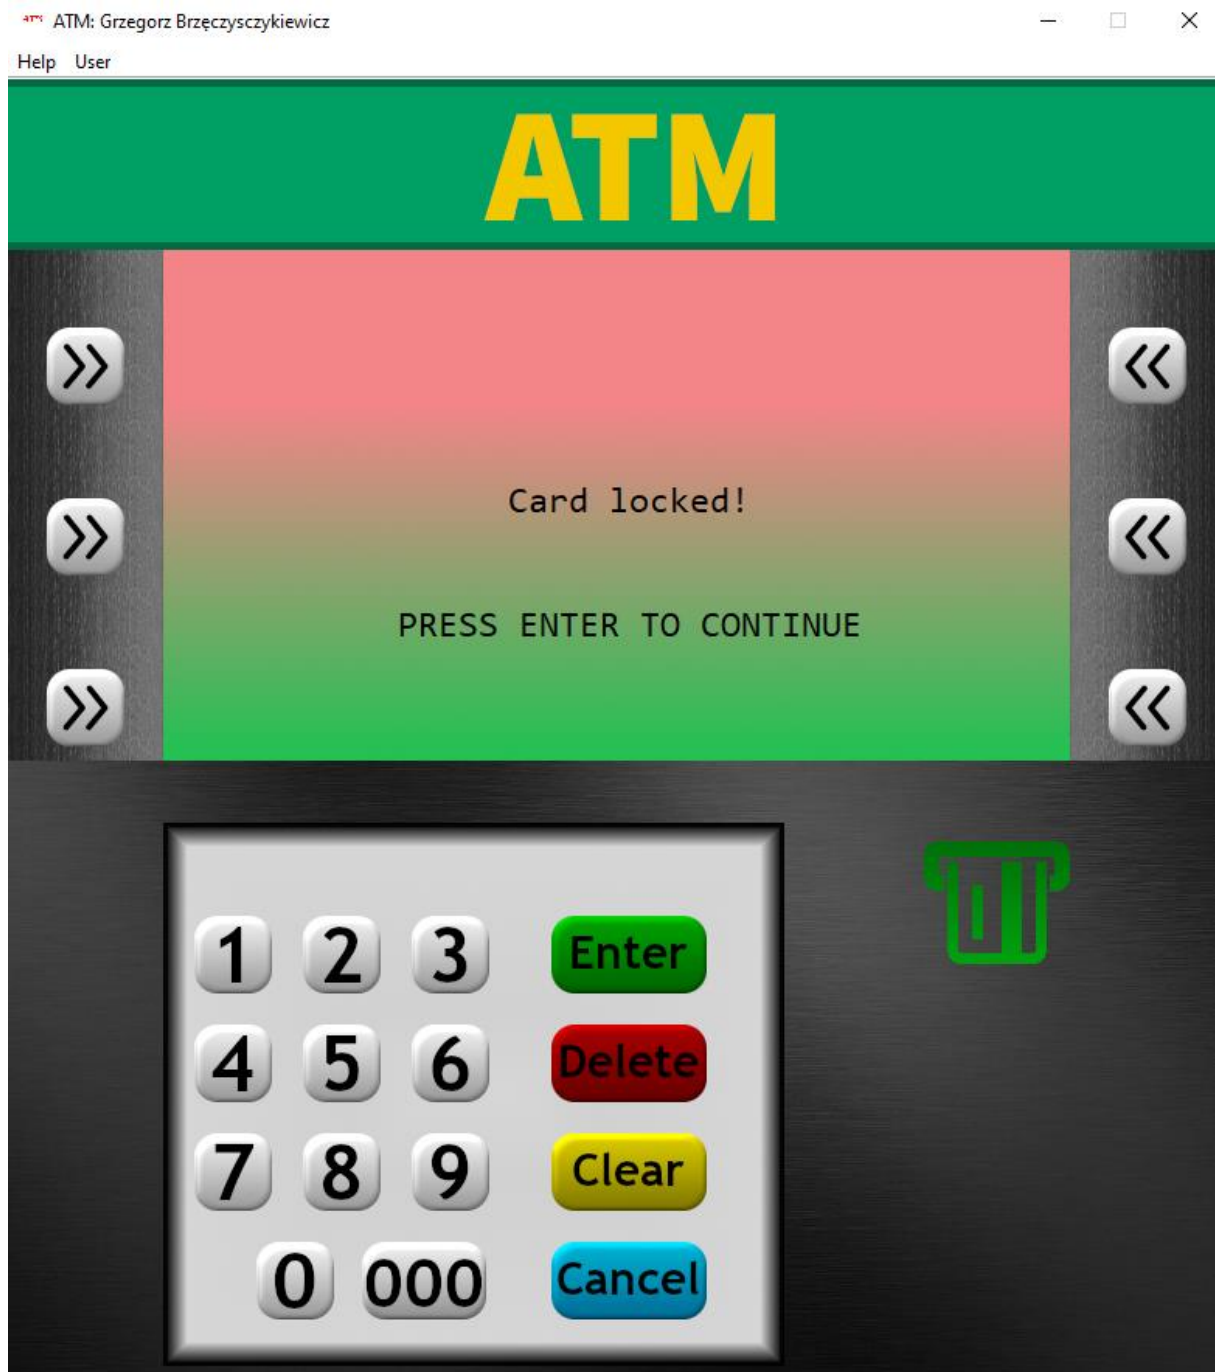 ATM: Grzegorz Brzęczysczykiewicz
Help User
ATM
Card locked!
PRESS ENTER TO CONTINUE
1 2 3 Enter
4 5 6 Delete
7 8 9 Clear
0 000 Cancel